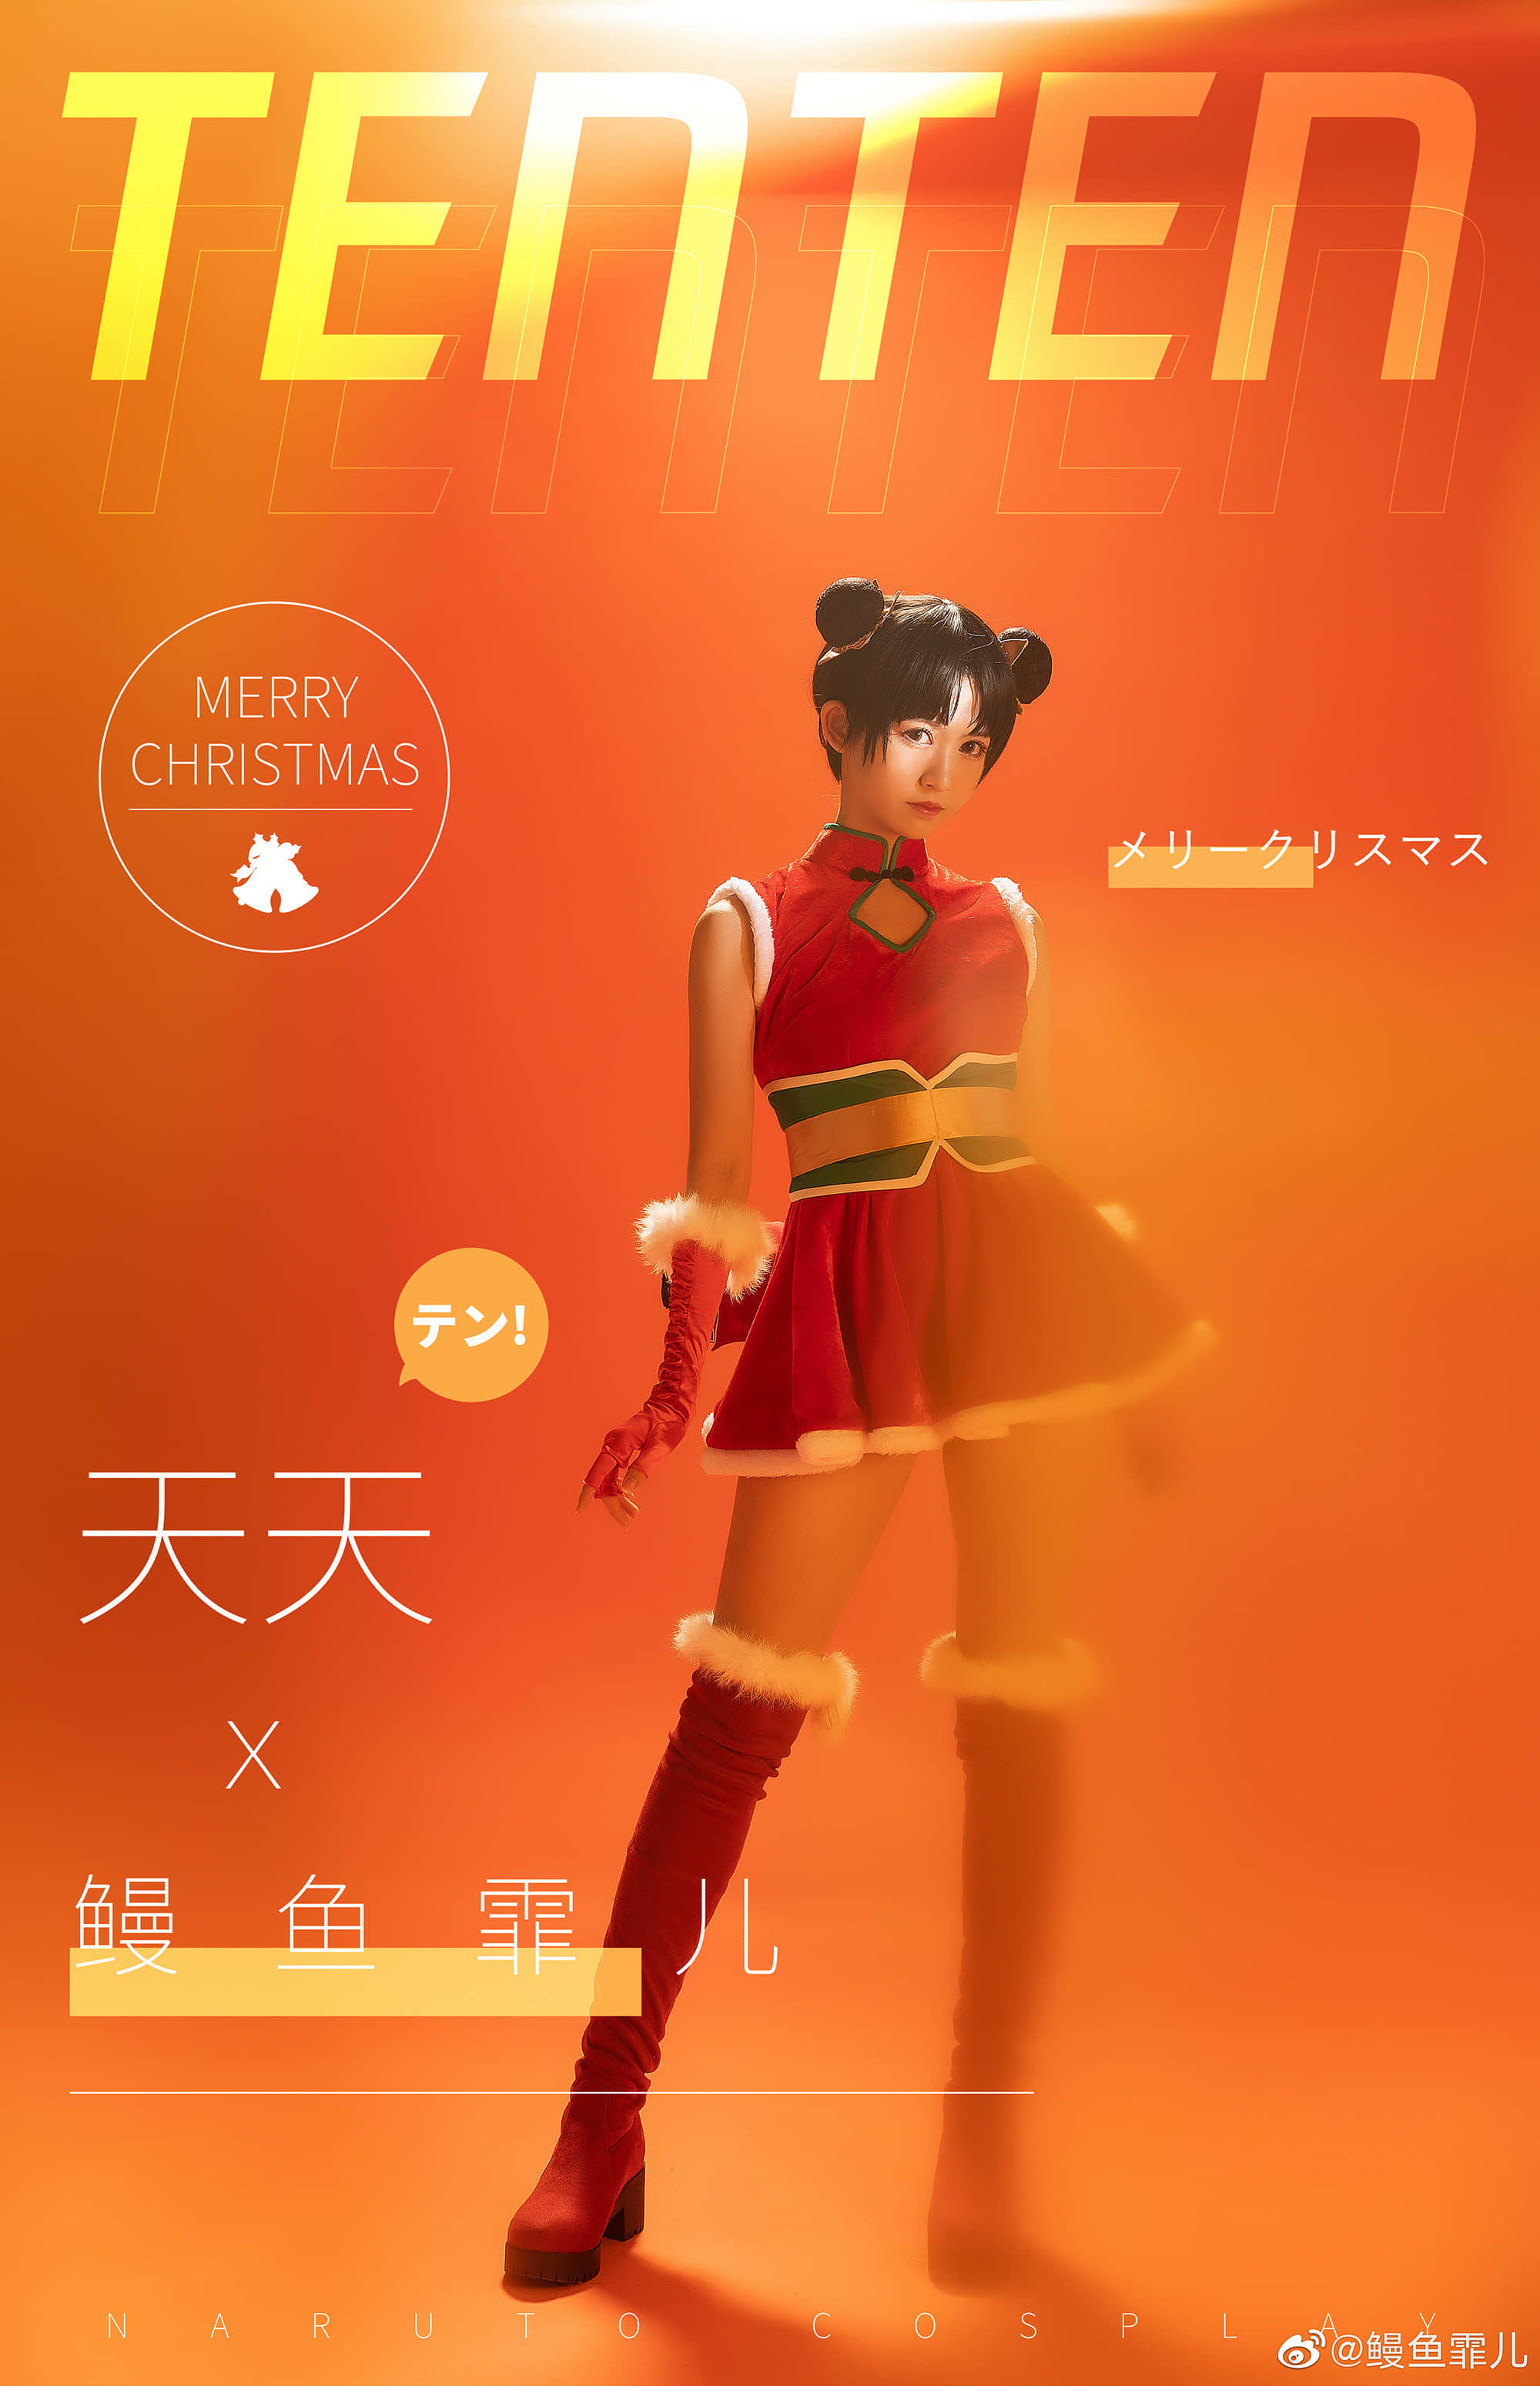 TENTEN
TENTEN
MERRY
CHRISTMAS
メリークリスマス
テン!
天天
X
鳗鱼霏儿
NARUTO COSPLAY
@鳗鱼霏儿